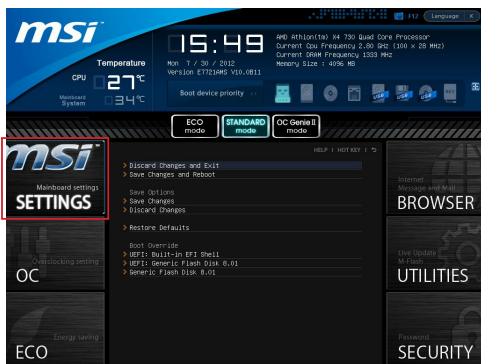 F12 Language X
msi
15:49
Mon 7 / 30 / 2012
Version E7721AMS V10.0B11
AMD Athlon(tm) X4 730 Quad Core Processor
Current Cpu Frequency 2.80 GHz (100 x 28 MHz)
Current DRAM Frequency 1333 MHz
Memory Size : 4096 MB
Temperature
CPU 27°C
Mainboard
System 34°C
Boot device priority
USB USB USB
ECO
mode
STANDARD
mode
OC Genie II
mode
HELP | HOT KEY |
msi
Mainboard settings
SETTINGS
Overclocking setting
OC
Energy saving
ECO
> Discard Changes and Exit
> Save Changes and Reboot
Save Options
> Save Changes
> Discard Changes
> Restore Defaults
Boot Override
> UEFI: Built-in EFI Shell
> UEFI: Generic Flash Disk 8.01
> Generic Flash Disk 8.01
Internet
Message and Mail
BROWSER
Live Update
M-Flash
UTILITIES
Password
SECURITY